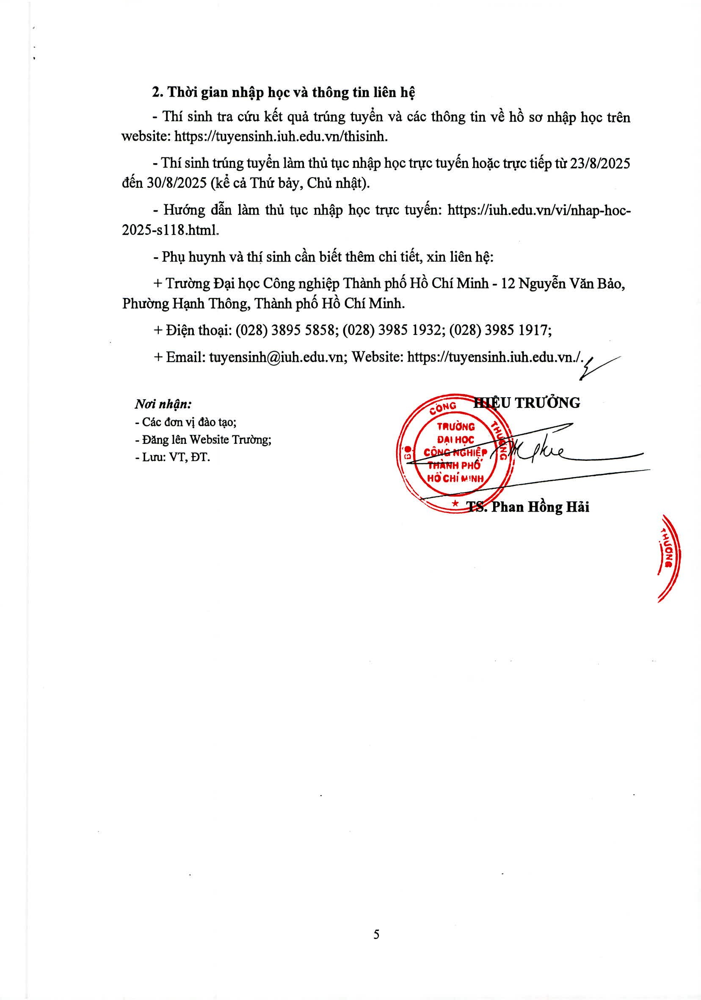 2. Thời gian nhập học và thông tin liên hệ
- Thí sinh tra cứu kết quả trúng tuyển và các thông tin về hồ sơ nhập học trên
website: https://tuyensinh.iuh.edu.vn/thisinh.
- Thí sinh trúng tuyển làm thủ tục nhập học trực tuyến hoặc trực tiếp từ 23/8/2025
đến 30/8/2025 (kể cả Thứ bảy, Chủ nhật).
- Hướng dẫn làm thủ tục nhập học trực tuyến: https://iuh.edu.vn/vi/nhap-hoc-
2025-s118.html.
- Phụ huynh và thí sinh cần biết thêm chi tiết, xin liên hệ:
+ Trường Đại học Công nghiệp Thành phố Hồ Chí Minh - 12 Nguyễn Văn Bảo,
Phường Hạnh Thông, Thành phố Hồ Chí Minh.
+ Điện thoại: (028) 3895 5858; (028) 3985 1932; (028) 3985 1917;
+ Email: tuyensinh@iuh.edu.vn; Website: https://tuyensinh.iuh.edu.vn./.
Nơi nhận:
- Các đơn vị đào tạo;
- Đăng lên Website Trường;
- Lưu: VT, ĐT.
HIỆU TRƯỞNG
BỘ CÔNG THƯƠNG
TRƯỜNG
ĐẠI HỌC
CÔNG NGHIỆP
THÀNH PHỐ
HỒ CHÍ MINH
TS. Phan Hồng Hải
THƯƠNG
5